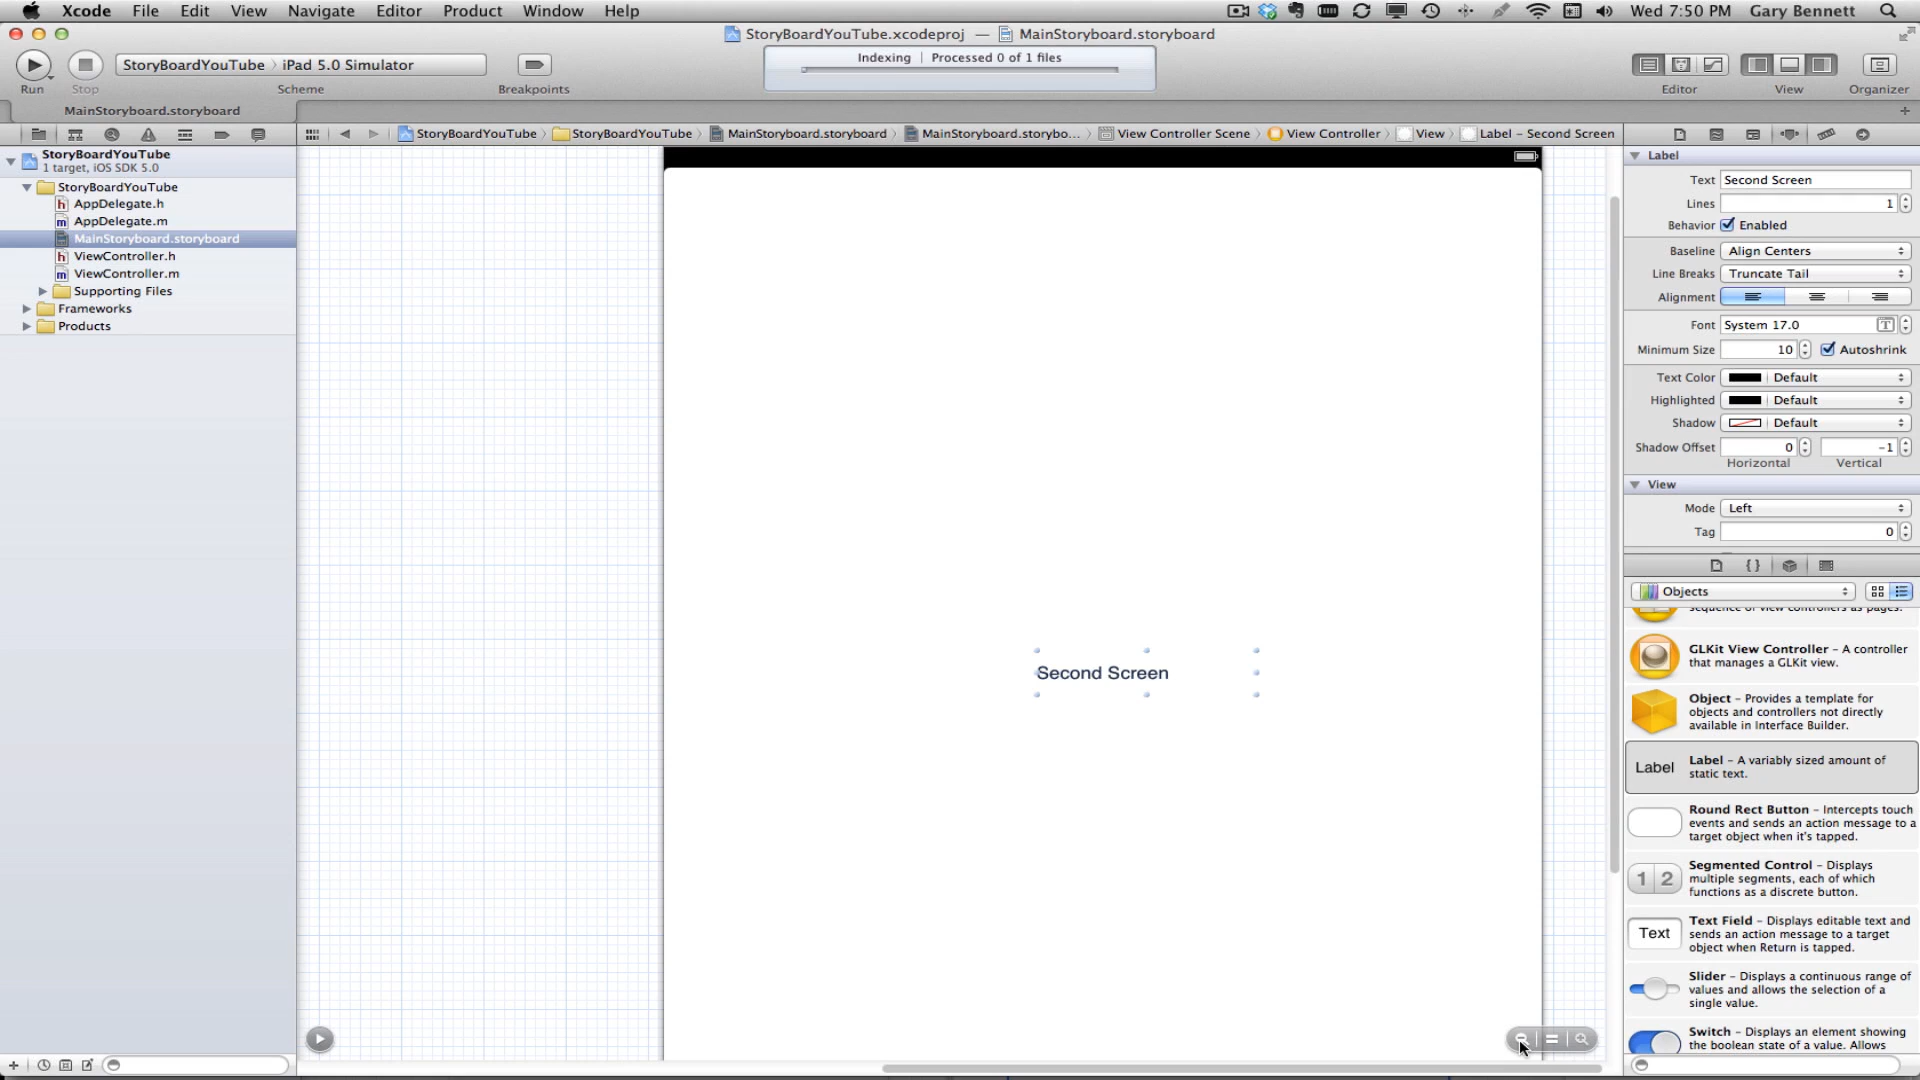 Xcode File Edit View Navigate Editor Product Window Help
Wed 7:50 PM Gary Bennett
StoryBoardYouTube.xcodeproj — MainStoryboard.storyboard
StoryBoardYouTube › iPad 5.0 Simulator
Indexing | Processed 0 of 1 files
Run Stop Scheme Breakpoints Editor View Organizer
MainStoryboard.storyboard
StoryBoardYouTube › StoryBoardYouTube › MainStoryboard.storyboard › MainStoryboard.storybo... › View Controller Scene › View Controller › View › Label – Second Screen
StoryBoardYouTube
1 target, iOS SDK 5.0
StoryBoardYouTube
AppDelegate.h
AppDelegate.m
MainStoryboard.storyboard
ViewController.h
ViewController.m
Supporting Files
Frameworks
Products
Second Screen
Label
Text Second Screen
Lines 1
Behavior Enabled
Baseline Align Centers
Line Breaks Truncate Tail
Alignment
Font System 17.0 T
Minimum Size 10 Autoshrink
Text Color Default
Highlighted Default
Shadow Default
Shadow Offset 0 -1
Horizontal Vertical
View
Mode Left
Tag 0
{ }
Objects
sequence of view controllers as pages.
GLKit View Controller – A controller
that manages a GLKit view.
Object – Provides a template for
objects and controllers not directly
available in Interface Builder.
Label
Label – A variably sized amount of
static text.
Round Rect Button – Intercepts touch
events and sends an action message to a
target object when it's tapped.
1 2
Segmented Control – Displays
multiple segments, each of which
functions as a discrete button.
Text
Text Field – Displays editable text and
sends an action message to a target
object when Return is tapped.
Slider – Displays a continuous range of
values and allows the selection of a
single value.
Switch – Displays an element showing
the boolean state of a value. Allows